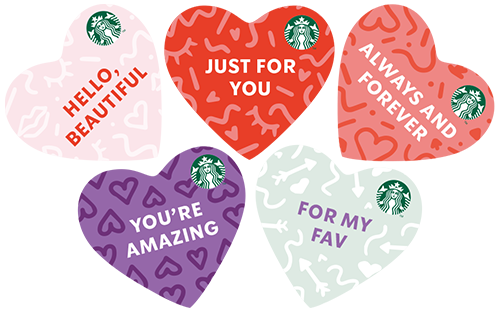 HELLO,
BEAUTIFUL
JUST FOR
YOU
ALWAYS AND
FOREVER
YOU'RE
AMAZING
FOR MY
FAV